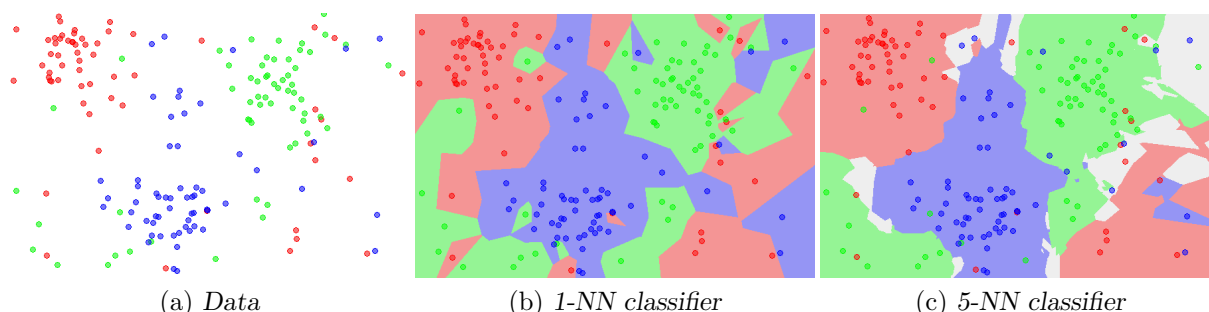 (a) Data
(b) 1-NN classifier
(c) 5-NN classifier